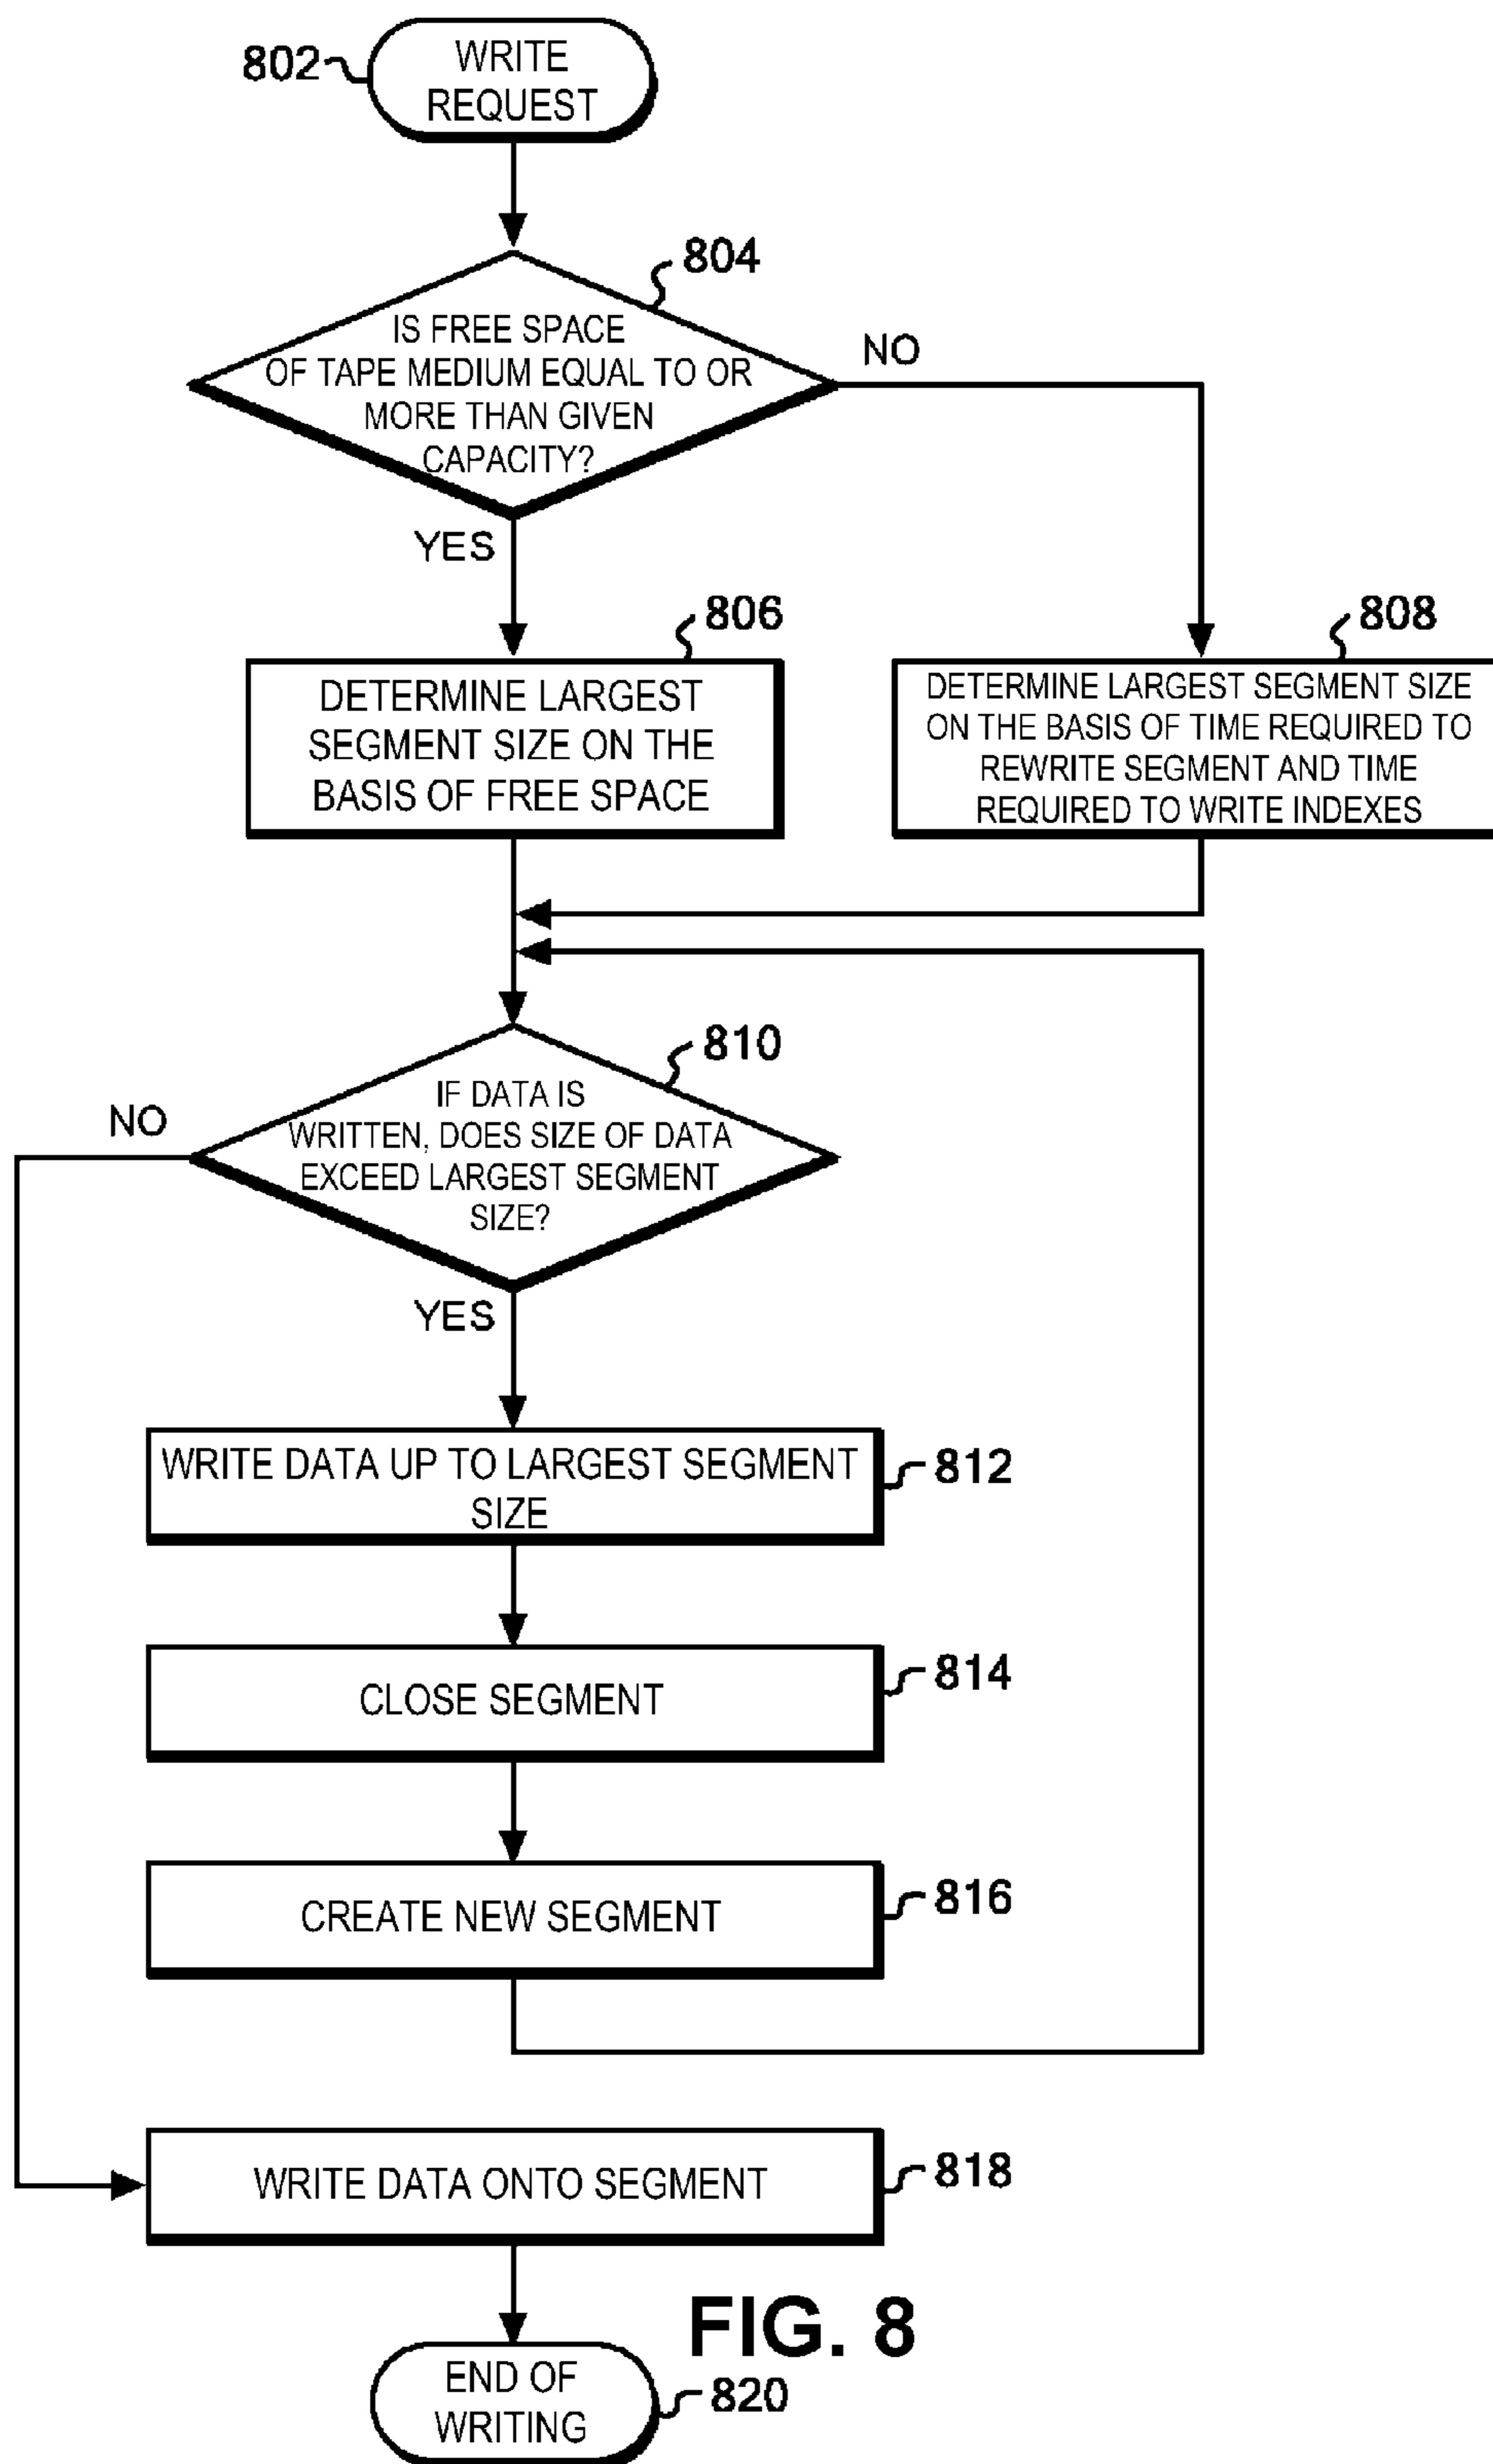 802
WRITE
REQUEST
804
IS FREE SPACE
OF TAPE MEDIUM EQUAL TO OR
MORE THAN GIVEN
CAPACITY?
NO
YES
806
DETERMINE LARGEST
SEGMENT SIZE ON THE
BASIS OF FREE SPACE
808
DETERMINE LARGEST SEGMENT SIZE
ON THE BASIS OF TIME REQUIRED TO
REWRITE SEGMENT AND TIME
REQUIRED TO WRITE INDEXES
810
IF DATA IS
WRITTEN, DOES SIZE OF DATA
EXCEED LARGEST SEGMENT
SIZE?
NO
YES
WRITE DATA UP TO LARGEST SEGMENT
SIZE
812
CLOSE SEGMENT
814
CREATE NEW SEGMENT
816
WRITE DATA ONTO SEGMENT
818
FIG. 8
END OF
WRITING
820